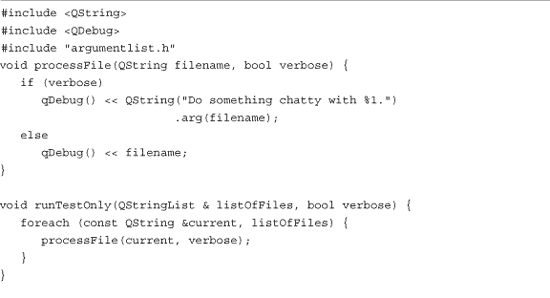 #include <QString>
#include <QDebug>
#include "argumentlist.h"
void processFile(QString filename, bool verbose) {
   if (verbose)
      qDebug() << QString("Do something chatty with %1.")
                          .arg(filename);
   else
      qDebug() << filename;
}

void runTestOnly(QStringList & listOfFiles, bool verbose) {
   foreach (const QString &current, listOfFiles) {
      processFile(current, verbose);
   }
}